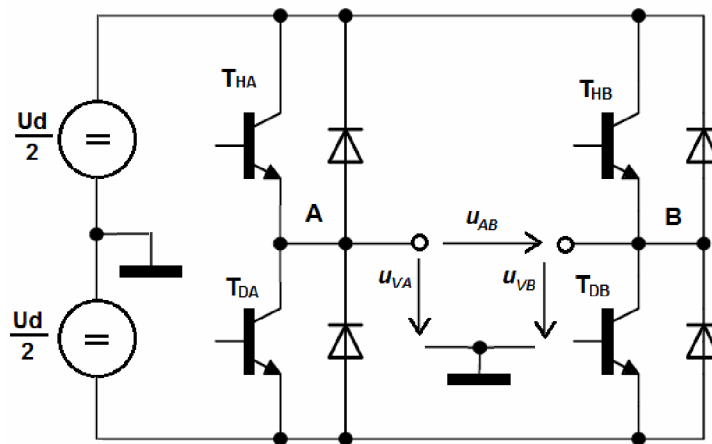 T_HA
T_HB
Ud
2
=
A
u_AB
B
u_VA
u_VB
T_DA
T_DB
Ud
2
=